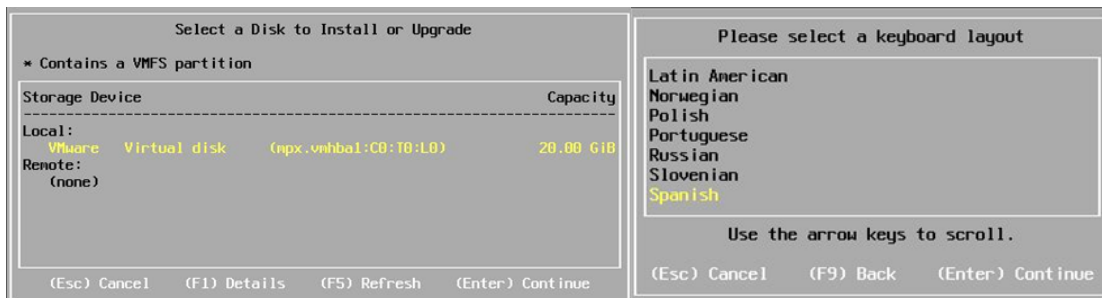 Select a Disk to Install or Upgrade
* Contains a VMFS partition
Storage Device Capacity
Local:
VMware Virtual disk (mpx.vmhba1:C0:T0:L0) 20.00 GiB
Remote:
(none)
(Esc) Cancel (F1) Details (F5) Refresh (Enter) Continue
Please select a keyboard layout
Latin American
Norwegian
Polish
Portuguese
Russian
Slovenian
Spanish
Use the arrow keys to scroll.
(Esc) Cancel (F9) Back (Enter) Continue